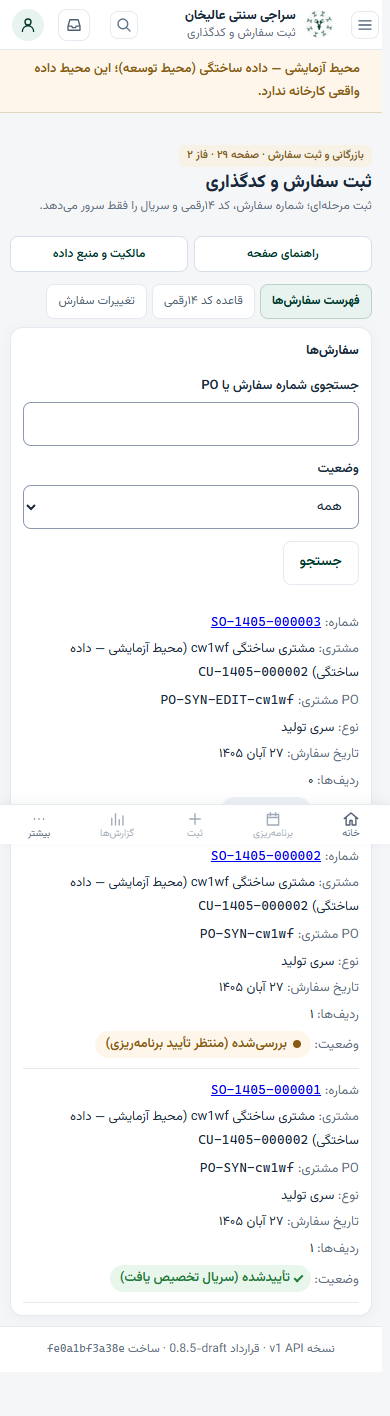 سراجی سنتی عالیخان
ثبت سفارش و کدگذاری
محیط آزمایشی — داده ساختگی (محیط توسعه)؛ این محیط داده
واقعی کارخانه ندارد.
بازرگانی و ثبت سفارش · صفحه ۲۹ · فاز ۲
ثبت سفارش و کدگذاری
ثبت مرحله‌ای؛ شماره سفارش، کد ۱۴رقمی و سریال را فقط سرور می‌دهد.
راهنمای صفحه
مالکیت و منبع داده
فهرست سفارش‌ها
قاعده کد ۱۴رقمی
تغییرات سفارش
سفارش‌ها
جستجوی شماره سفارش یا PO
وضعیت
همه
جستجو
شماره: SO-1405-000003
مشتری: مشتری ساختگی cw1wf (محیط آزمایشی — داده
ساختگی) CU-1405-000002
PO مشتری: PO-SYN-EDIT-cw1wf
نوع: سری تولید
تاریخ سفارش: ۲۷ آبان ۱۴۰۵
ردیف‌ها: ۰
خانه
برنامه‌ریزی
ثبت
گزارش‌ها
بیشتر
شماره: SO-1405-000002
مشتری: مشتری ساختگی cw1wf (محیط آزمایشی — داده
ساختگی) CU-1405-000002
PO مشتری: PO-SYN-cw1wf
نوع: سری تولید
تاریخ سفارش: ۲۷ آبان ۱۴۰۵
ردیف‌ها: ۱
وضعیت: بررسی‌شده (منتظر تأیید برنامه‌ریزی)
شماره: SO-1405-000001
مشتری: مشتری ساختگی cw1wf (محیط آزمایشی — داده
ساختگی) CU-1405-000002
PO مشتری: PO-SYN-cw1wf
نوع: سری تولید
تاریخ سفارش: ۲۷ آبان ۱۴۰۵
ردیف‌ها: ۱
وضعیت: تأییدشده (سریال تخصیص یافت)
نسخه API v1 · قرارداد 0.8.5-draft · ساخت fe0a1bf3a38e